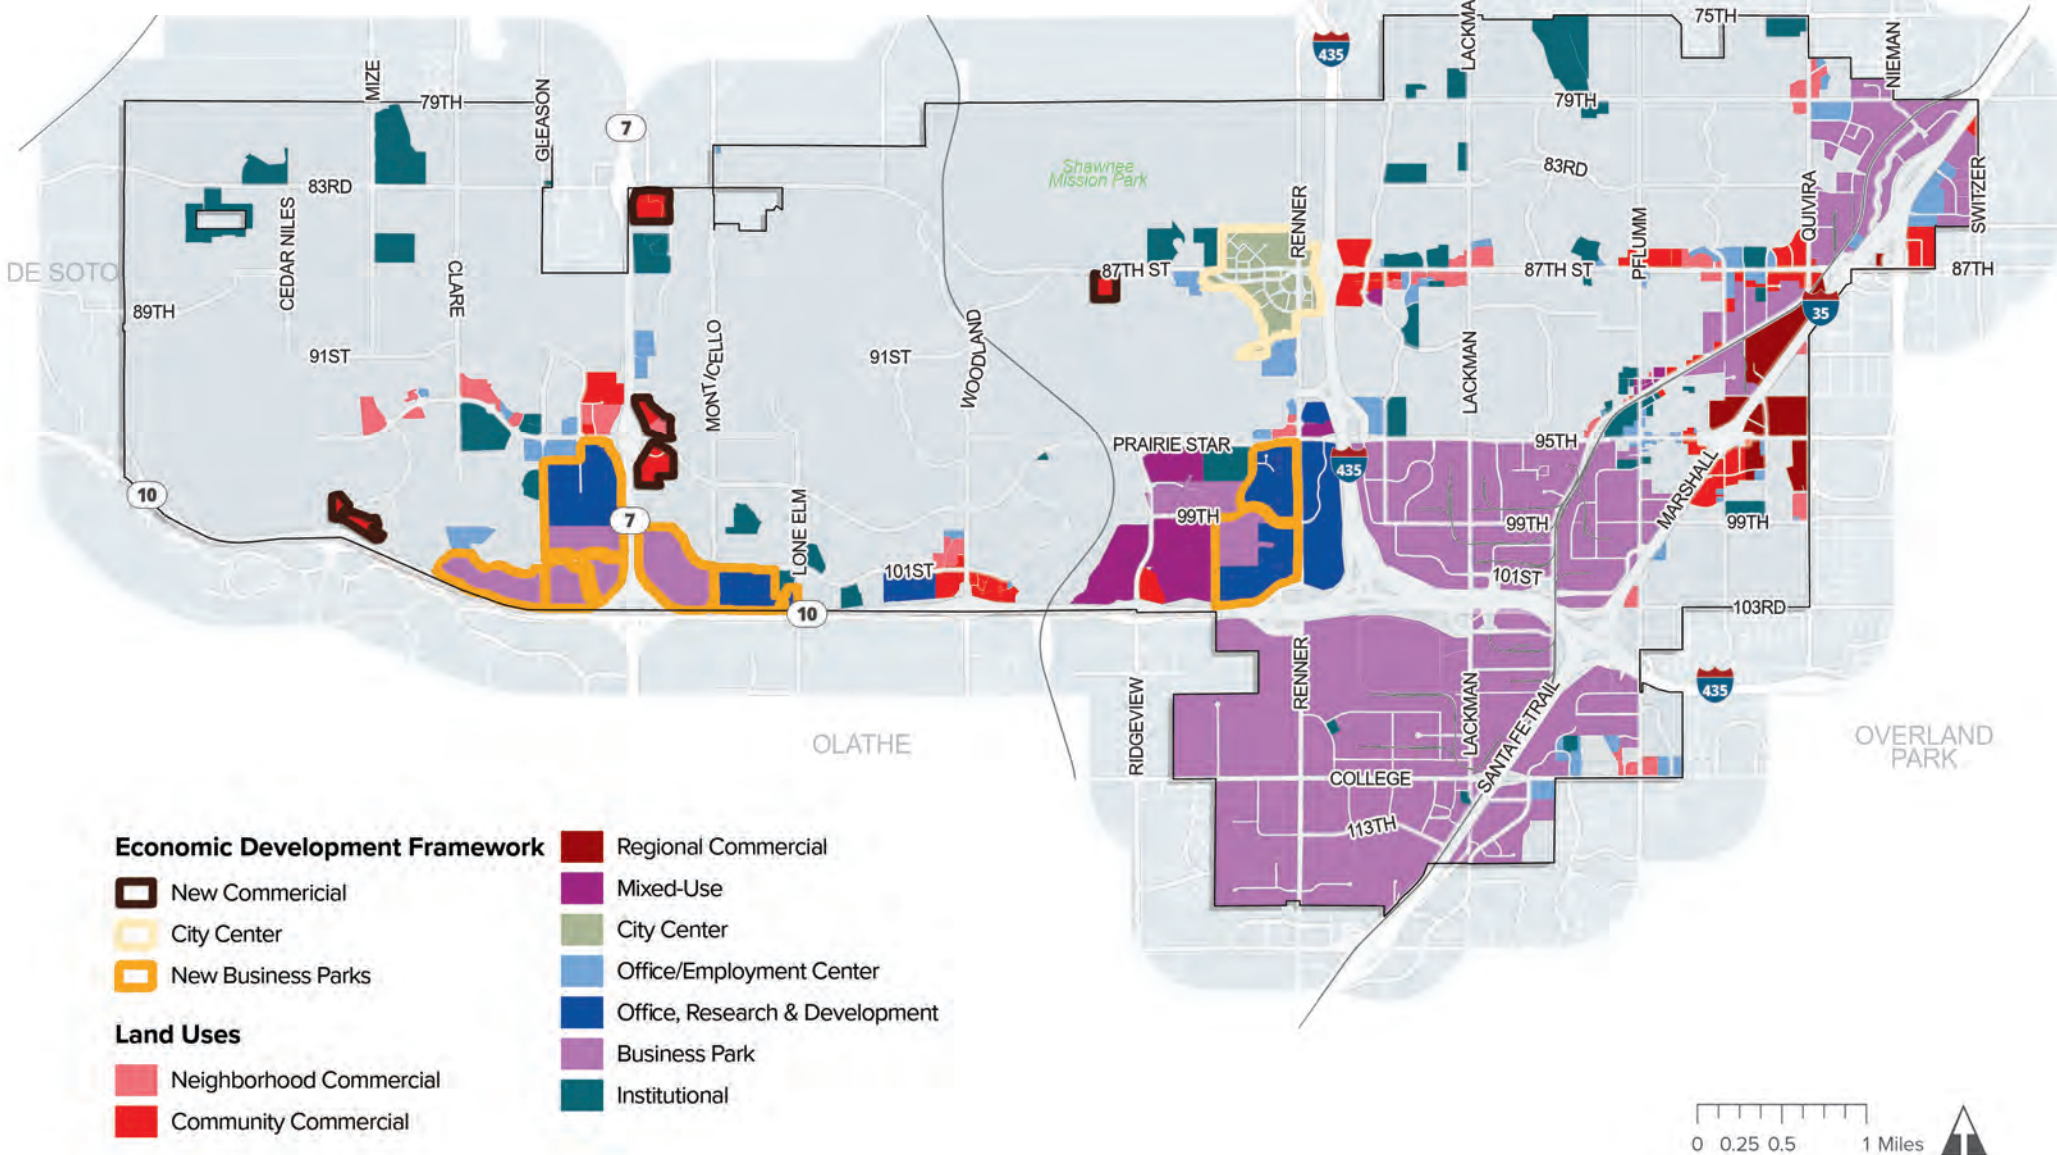 75TH
LACKMA
NIEMAN
435
MIZE
79TH
GLEASON
7
79TH
83RD
Shawnee
Mission Park
83RD
SWITZER
CEDAR NILES
RENNER
PFLUMM
QUIVIRA
DE SOTO
CLARE
87TH ST
87TH ST
87TH
89TH
35
91ST
MONTICELLO
91ST
WOODLAND
LACKMAN
PRAIRIE STAR
95TH
435
10
7
LONE ELM
99TH
99TH
MARSHALL
99TH
101ST
101ST
10
103RD
RIDGEVIEW
RENNER
LACKMAN
SANTA FE TRAIL
435
OLATHE
OVERLAND
PARK
COLLEGE
113TH
Economic Development Framework
New Commericial
City Center
New Business Parks
Land Uses
Neighborhood Commercial
Community Commercial
Regional Commercial
Mixed-Use
City Center
Office/Employment Center
Office, Research & Development
Business Park
Institutional
0 0.25 0.5 1 Miles